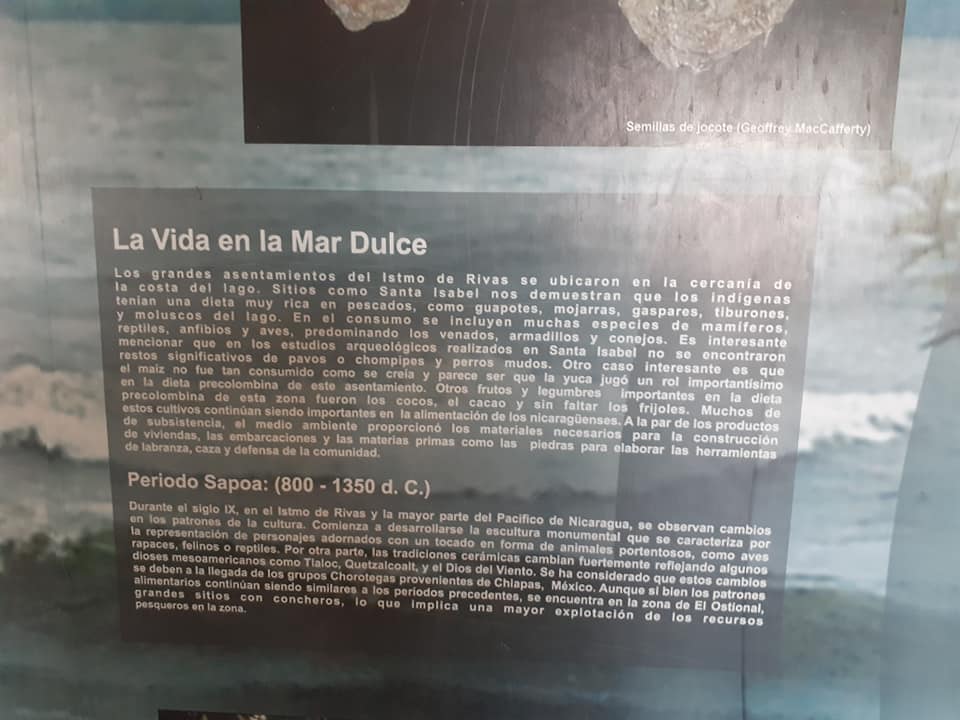 Semillas de jocote (Geoffrey MacCafferty)
La Vida en la Mar Dulce
Los grandes asentamientos del Istmo de Rivas se ubicaron en la cercanía de
la costa del lago. Sitios como Santa Isabel nos demuestran que los indígenas
tenían una dieta muy rica en pescados, como guapotes, mojarras, gaspares, tiburones,
y moluscos del lago. En el consumo se incluyen muchas especies de mamíferos,
reptiles, anfibios y aves, predominando los venados, armadillos y conejos. Es interesante
mencionar que en los estudios arqueológicos realizados en Santa Isabel no se encontraron
restos significativos de pavos o chompipes y perros mudos. Otro caso interesante es que
el maiz no fue tan consumido como se creía y parece ser que la yuca jugó un rol importantísimo
en la dieta precolombina de este asentamiento. Otros frutos y legumbres importantes en la dieta
precolombina de esta zona fueron los cocos, el cacao y sin faltar los frijoles. Muchos de
estos cultivos continúan siendo importantes en la alimentación de los nicaragüenses. A la par de los productos
de subsistencia, el medio ambiente proporcionó los materiales necesarios para la construcción
de viviendas, las embarcaciones y las materias primas como las piedras para elaborar las herramientas
de labranza, caza y defensa de la comunidad.
Periodo Sapoa: (800 - 1350 d. C.)
Durante el siglo IX, en el Istmo de Rivas y la mayor parte del Pacifico de Nicaragua, se observan cambios
en los patrones de la cultura. Comienza a desarrollarse la escultura monumental que se caracteriza por
la representación de personajes adornados con un tocado en forma de animales portentosos, como aves
rapaces, felinos o reptiles. Por otra parte, las tradiciones cerámicas cambian fuertemente reflejando algunos
dioses mesoamericanos como Tlaloc, Quetzalcoalt, y el Dios del Viento. Se ha considerado que estos cambios
se deben a la llegada de los grupos Chorotegas provenientes de Chiapas, México. Aunque si bien los patrones
alimentarios continúan siendo similares a los periodos precedentes, se encuentra en la zona de El Ostional,
grandes sitios con concheros, lo que implica una mayor explotación de los recursos
pesqueros en la zona.